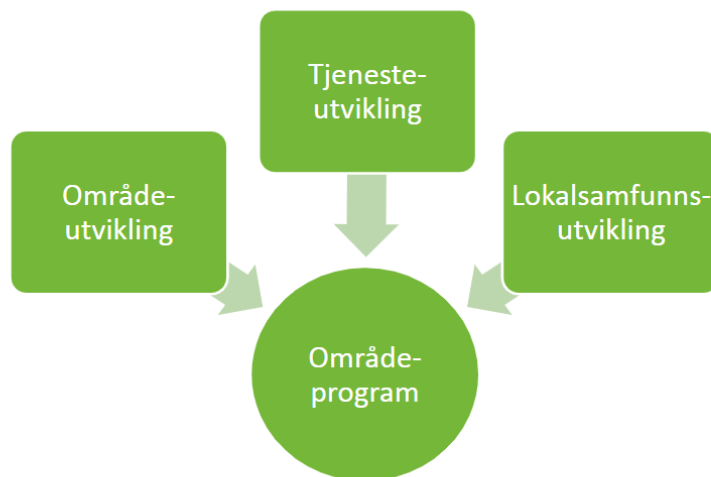 Tjeneste-
utvikling
Område-
utvikling
Lokalsamfunns-
utvikling
Område-
program